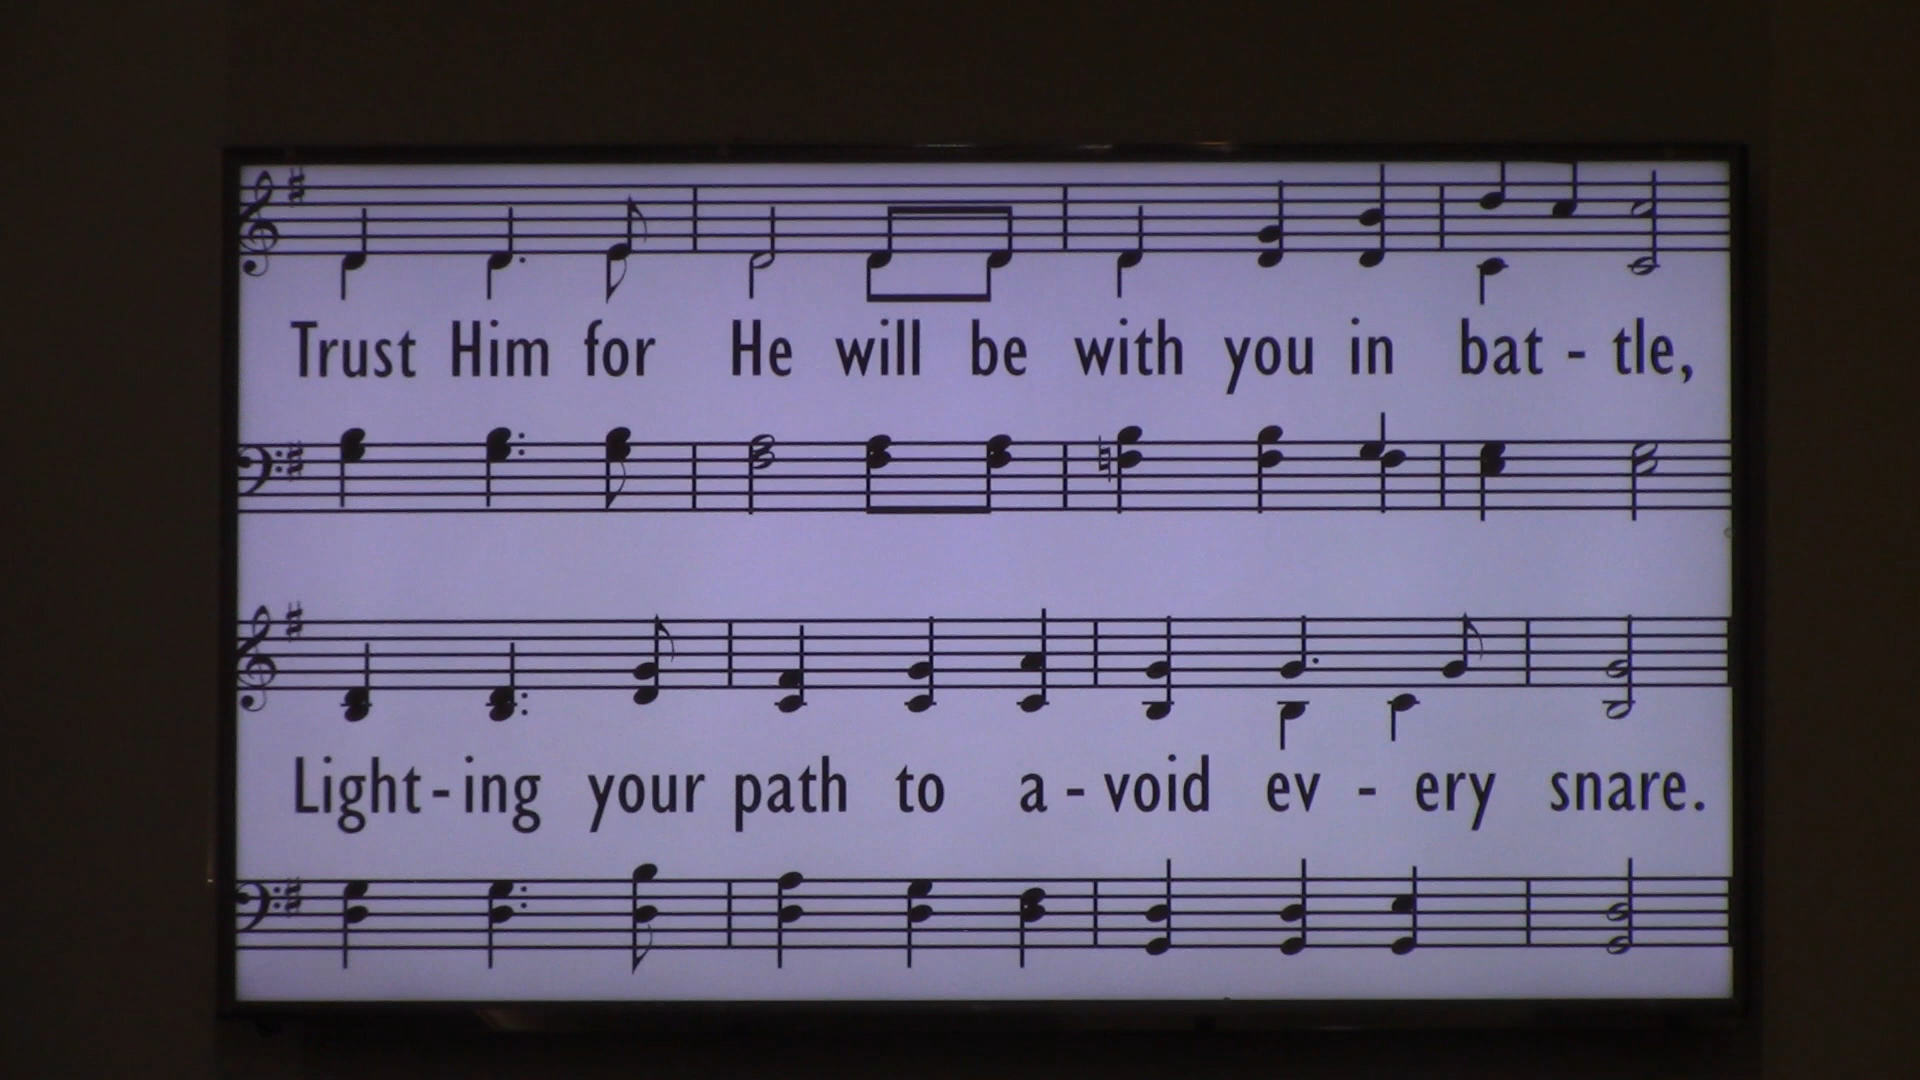 Trust Him for He will be with you in bat - tle,
Light - ing your path to a - void ev - ery snare.